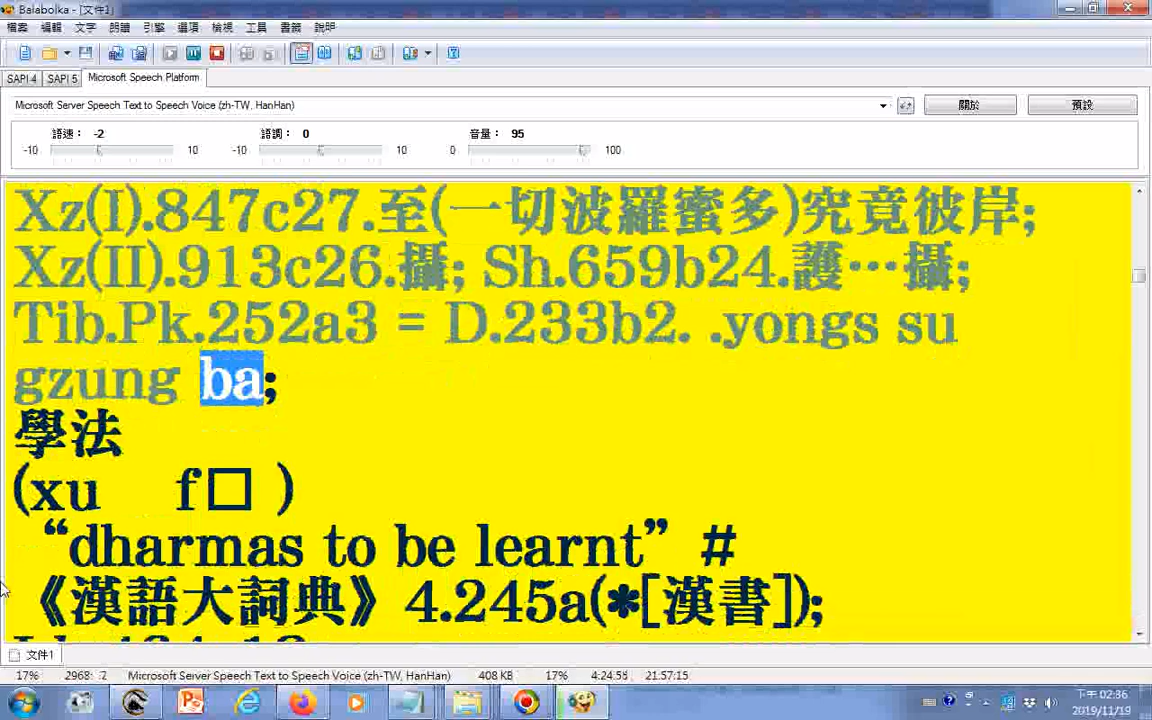 Balabolka - [文件1]
檔案 編輯 文字 朗讀 引擎 選項 檢視 工具 書籤 說明
SAPI 4 SAPI 5 Microsoft Speech Platform
Microsoft Server Speech Text to Speech Voice (zh-TW, HanHan) 關於 預設
語速： -2 語調： 0 音量： 95
-10 10 -10 10 0 100
Xz(I).847c27.至(一切波羅蜜多)究竟彼岸;
Xz(II).913c26.攝; Sh.659b24.護…攝;
Tib.Pk.252a3 = D.233b2. .yongs su
gzung ba;
學法
(xu f□ )
“dharmas to be learnt” #
《漢語大詞典》 4.245a(*[漢書]);
文件1
17% Microsoft Server Speech Text to Speech Voice (zh-TW, HanHan) 408 KB 17% 4:24:58 21:57:15
下午 02:36
2019/11/19